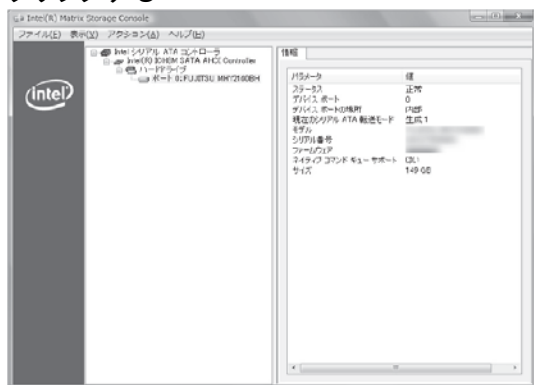 Intel(R) Matrix Storage Console
ファイル(F) 表示(V) アクション(A) ヘルプ(H)
Intel シリアル ATA コントローラ
Intel(R) ICH8M SATA AHCI Controller
ハードドライブ
ポート 0: FUJITSU MHY2160BH
intel
情報
パラメータ 値
ステータス 正常
デバイス ポート 0
デバイス ポートの場所 内部
現在のシリアル ATA 転送モード 生成 1
モデル
シリアル番号
ファームウェア
ネイティブ コマンド キュー サポート はい
サイズ 149 GB